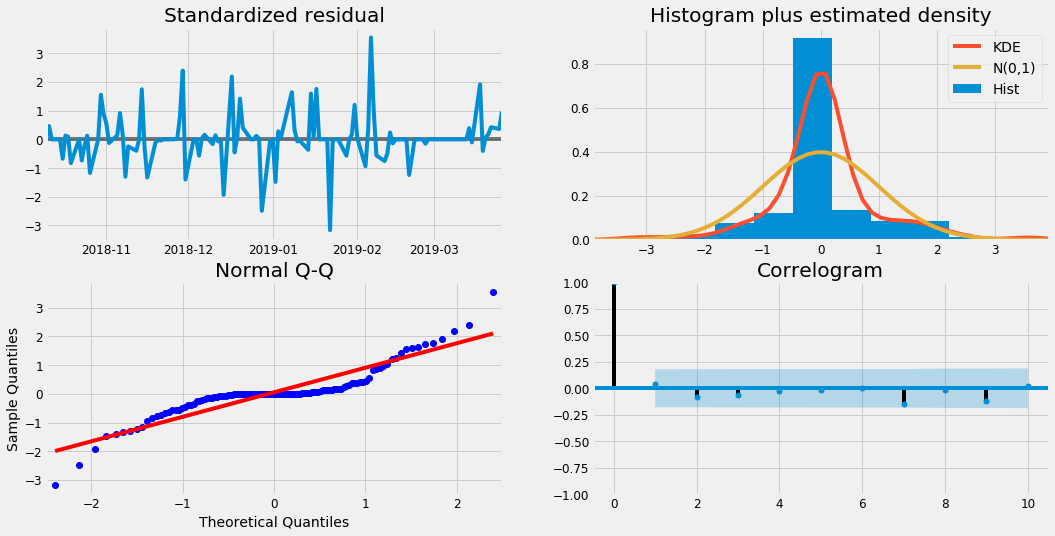 Standardized residual
3
2
1
0
−1
−2
−3
2018-11 2018-12 2019-01 2019-02 2019-03
Histogram plus estimated density
KDE
N(0,1)
Hist
0.8
0.6
0.4
0.2
0.0
−3 −2 −1 0 1 2 3
Normal Q-Q
Sample Quantiles
3
2
1
0
−1
−2
−3
−2 −1 0 1 2
Theoretical Quantiles
Correlogram
1.00
0.75
0.50
0.25
0.00
−0.25
−0.50
−0.75
−1.00
0 2 4 6 8 10